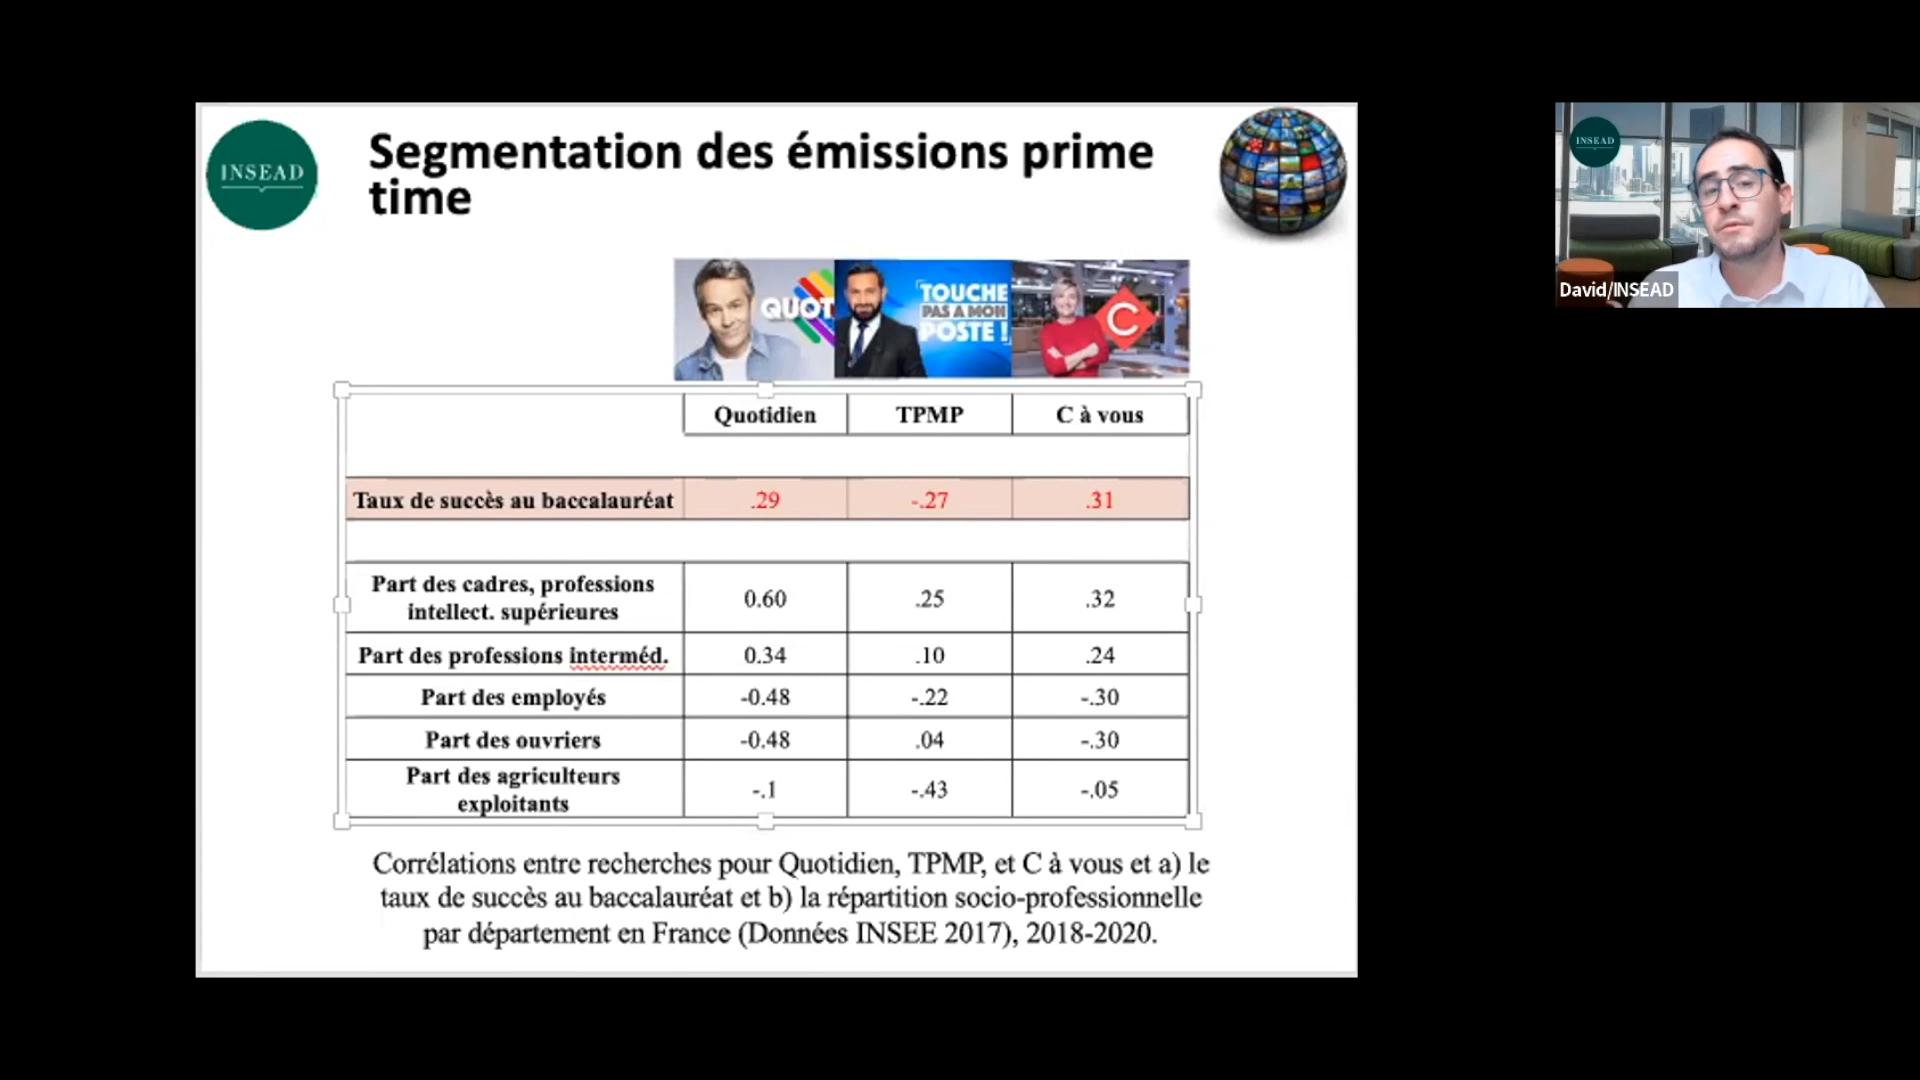 INSEAD
Segmentation des émissions prime
time
QUOT
TOUCHE
PAS A MON
POSTE !
C
Quotidien TPMP C à vous
Taux de succès au baccalauréat .29 -.27 .31
Part des cadres, professions
intellect. supérieures 0.60 .25 .32
Part des professions interméd. 0.34 .10 .24
Part des employés -0.48 -.22 -.30
Part des ouvriers -0.48 .04 -.30
Part des agriculteurs
exploitants -.1 -.43 -.05
Corrélations entre recherches pour Quotidien, TPMP, et C à vous et a) le
taux de succès au baccalauréat et b) la répartition socio-professionnelle
par département en France (Données INSEE 2017), 2018-2020.
INSEAD
David/INSEAD